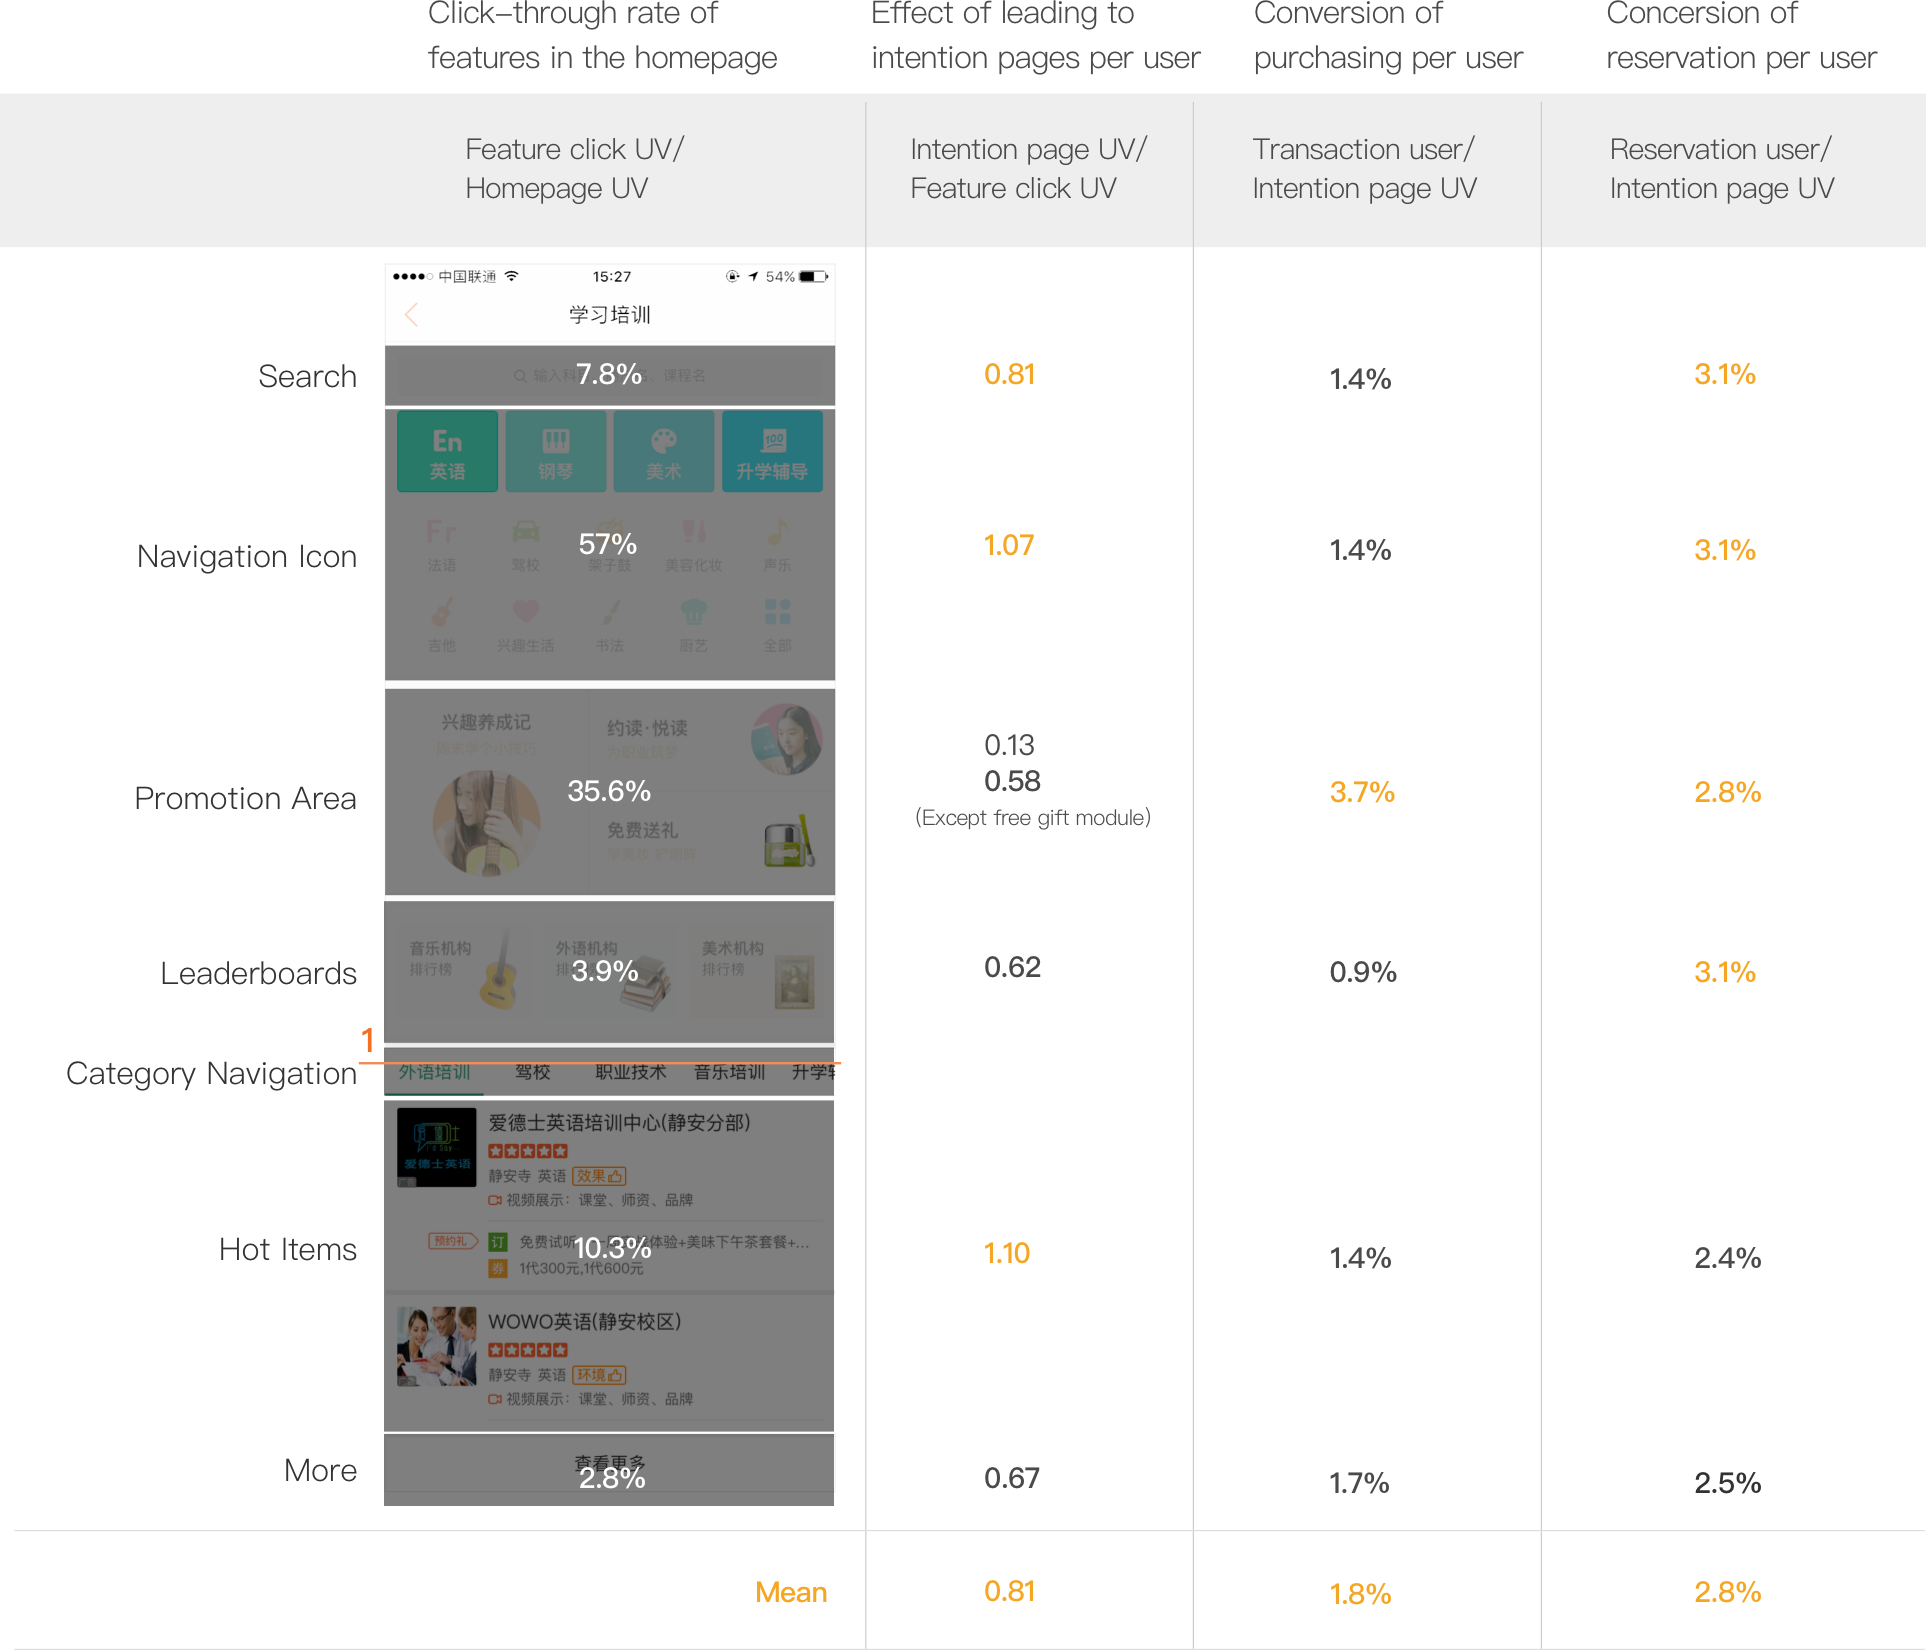 Click-through rate of
features in the homepage
Effect of leading to
intention pages per user
Conversion of
purchasing per user
Concersion of
reservation per user
Feature click UV/
Homepage UV
Intention page UV/
Feature click UV
Transaction user/
Intention page UV
Reservation user/
Intention page UV
中国联通
15:27
54%
学习培训
Search
输入科
名、课程名
7.8%
0.81
1.4%
3.1%
En
英语
钢琴
美术
100
升学辅导
Navigation Icon
Fr
57%
1.07
1.4%
3.1%
法语
驾校
架子鼓
美容化妆
声乐
吉他
兴趣生活
书法
厨艺
全部
兴趣养成记
约读·悦读
为职业筑梦
Promotion Area
35.6%
免费送礼
0.13
0.58
(Except free gift module)
3.7%
2.8%
音乐机构
排行榜
外语机构
美术机构
排行榜
Leaderboards
3.9%
0.62
0.9%
3.1%
1
Category Navigation
外语培训
驾校
职业技术
音乐培训
升学辅
爱德士英语培训中心(静安分部)
爱德士英语
静安寺 英语 效果
视频展示：课堂、师资、品牌
Hot Items
预约礼
订 免费试听
体验+美味下午茶套餐+...
10.3%
1.10
1.4%
2.4%
券 1代300元,1代600元
WOWO英语(静安校区)
静安寺 英语 环境
视频展示：课堂、师资、品牌
More
查看更多
2.8%
0.67
1.7%
2.5%
Mean
0.81
1.8%
2.8%